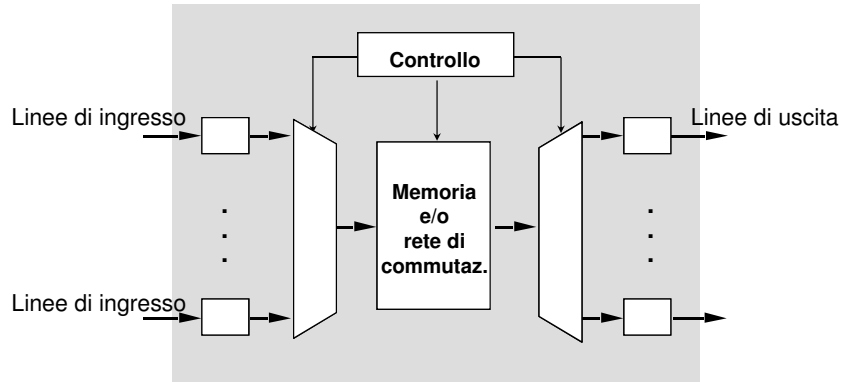 Controllo
Linee di ingresso
Linee di uscita
Memoria
e/o
rete di
commutaz.
Linee di ingresso